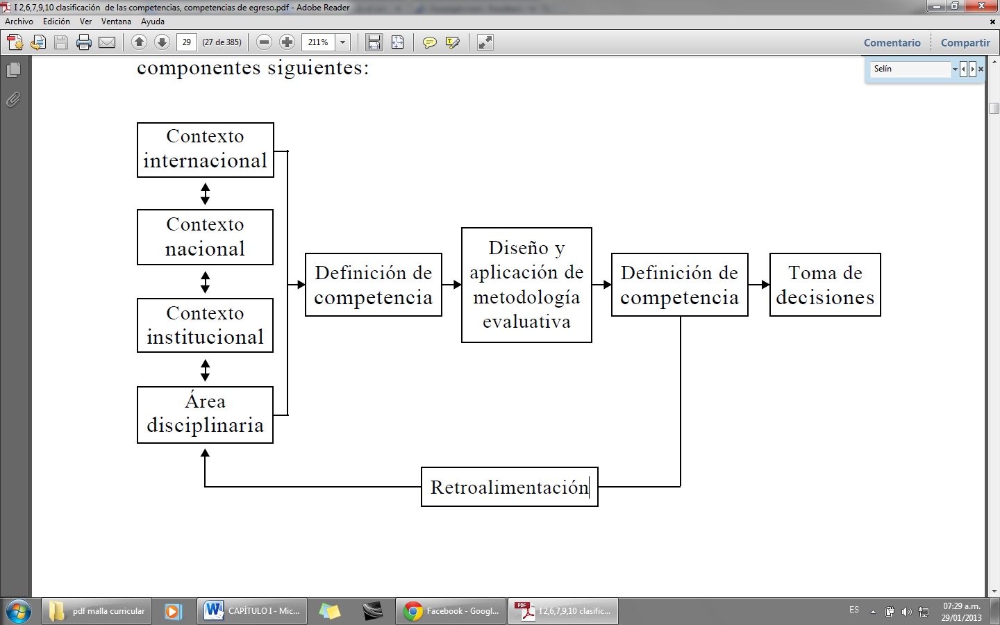 I 2,6,7,9,10 clasificación  de las competencias, competencias de egreso.pdf - Adobe Reader
Archivo Edición Ver Ventana Ayuda
29 (27 de 385) 211% Comentario Compartir
Selín
componentes siguientes:
Contexto
internacional
Contexto
nacional
Contexto
institucional
Área
disciplinaria
Definición de
competencia
Diseño y
aplicación de
metodología
evaluativa
Definición de
competencia
Toma de
decisiones
Retroalimentación
pdf malla curricular
CAPÍTULO I - Mic...
Facebook - Googl...
I 2,6,7,9,10 clasific...
ES
07:29 a.m.
29/01/2013